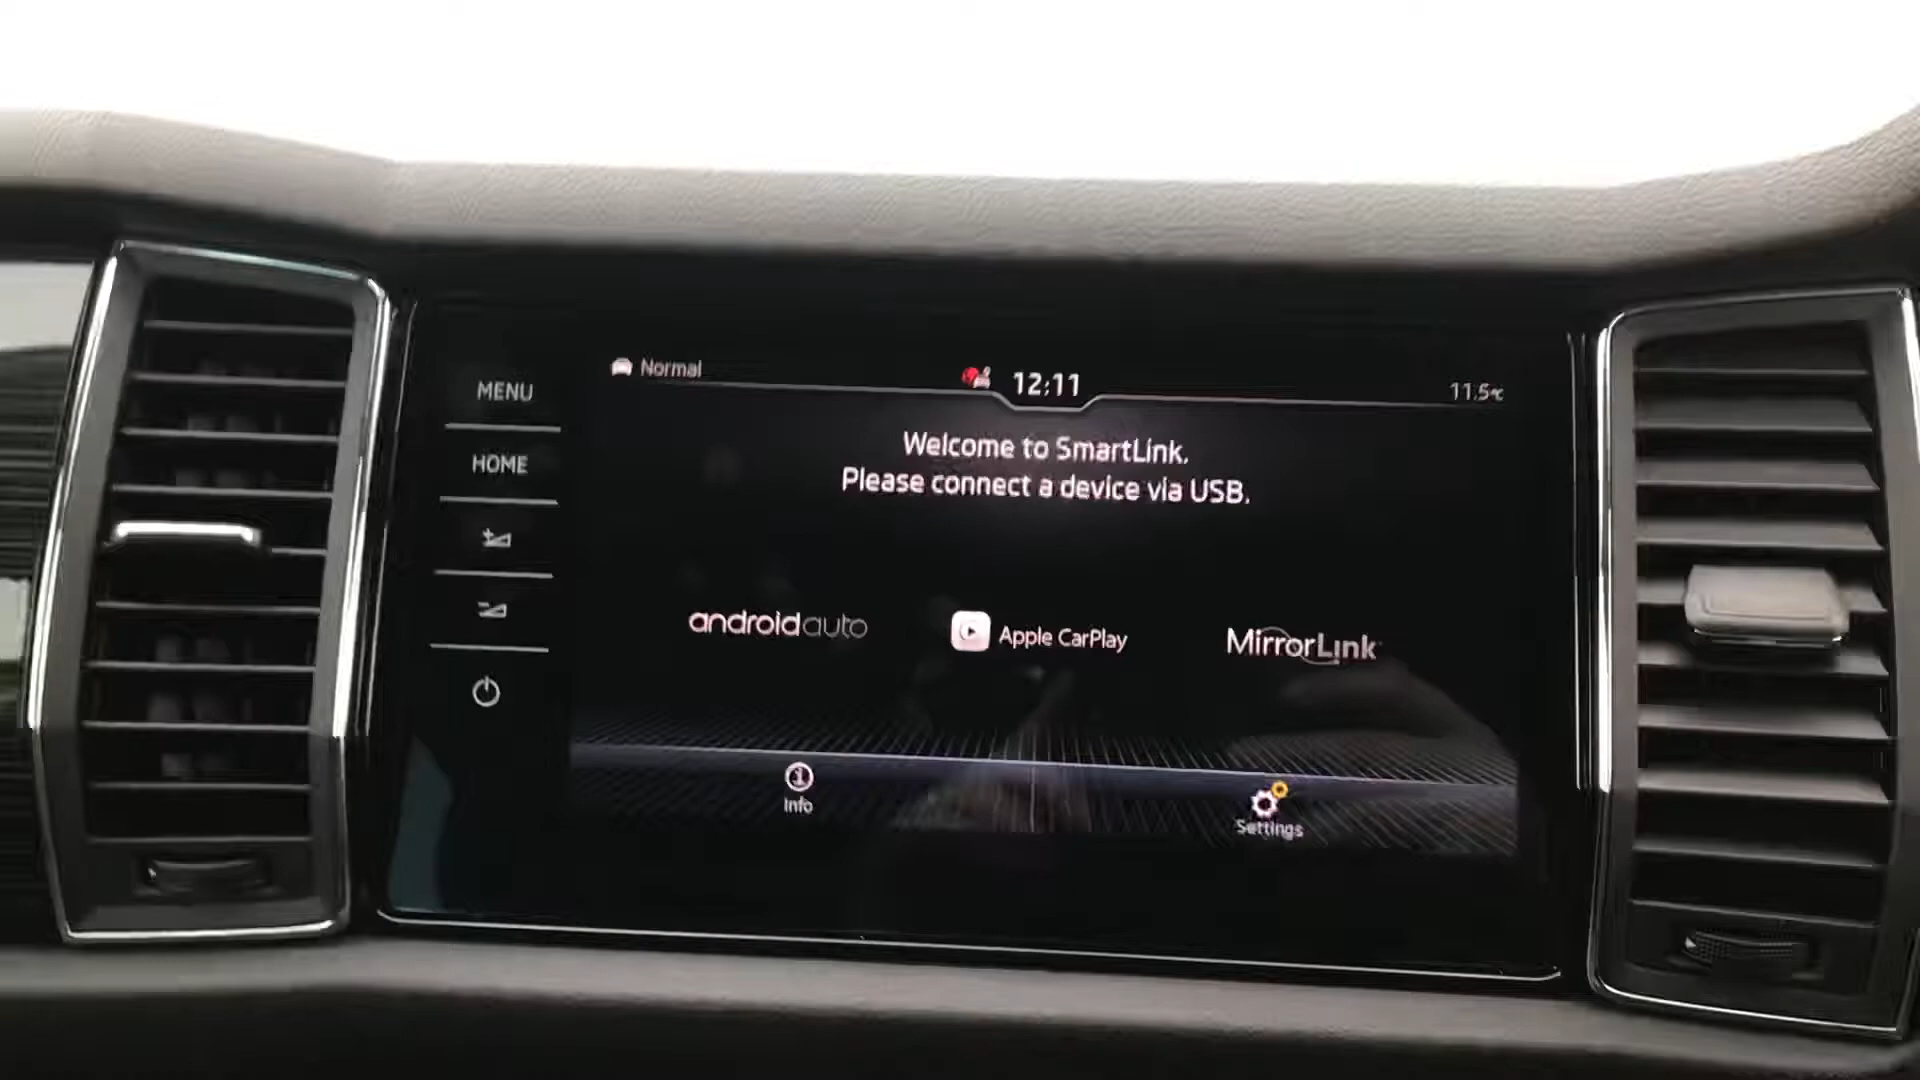 MENU
HOME
Normal
12:11
11.5°C
Welcome to SmartLink.
Please connect a device via USB.
androidauto
Apple CarPlay
MirrorLink
Info
Settings